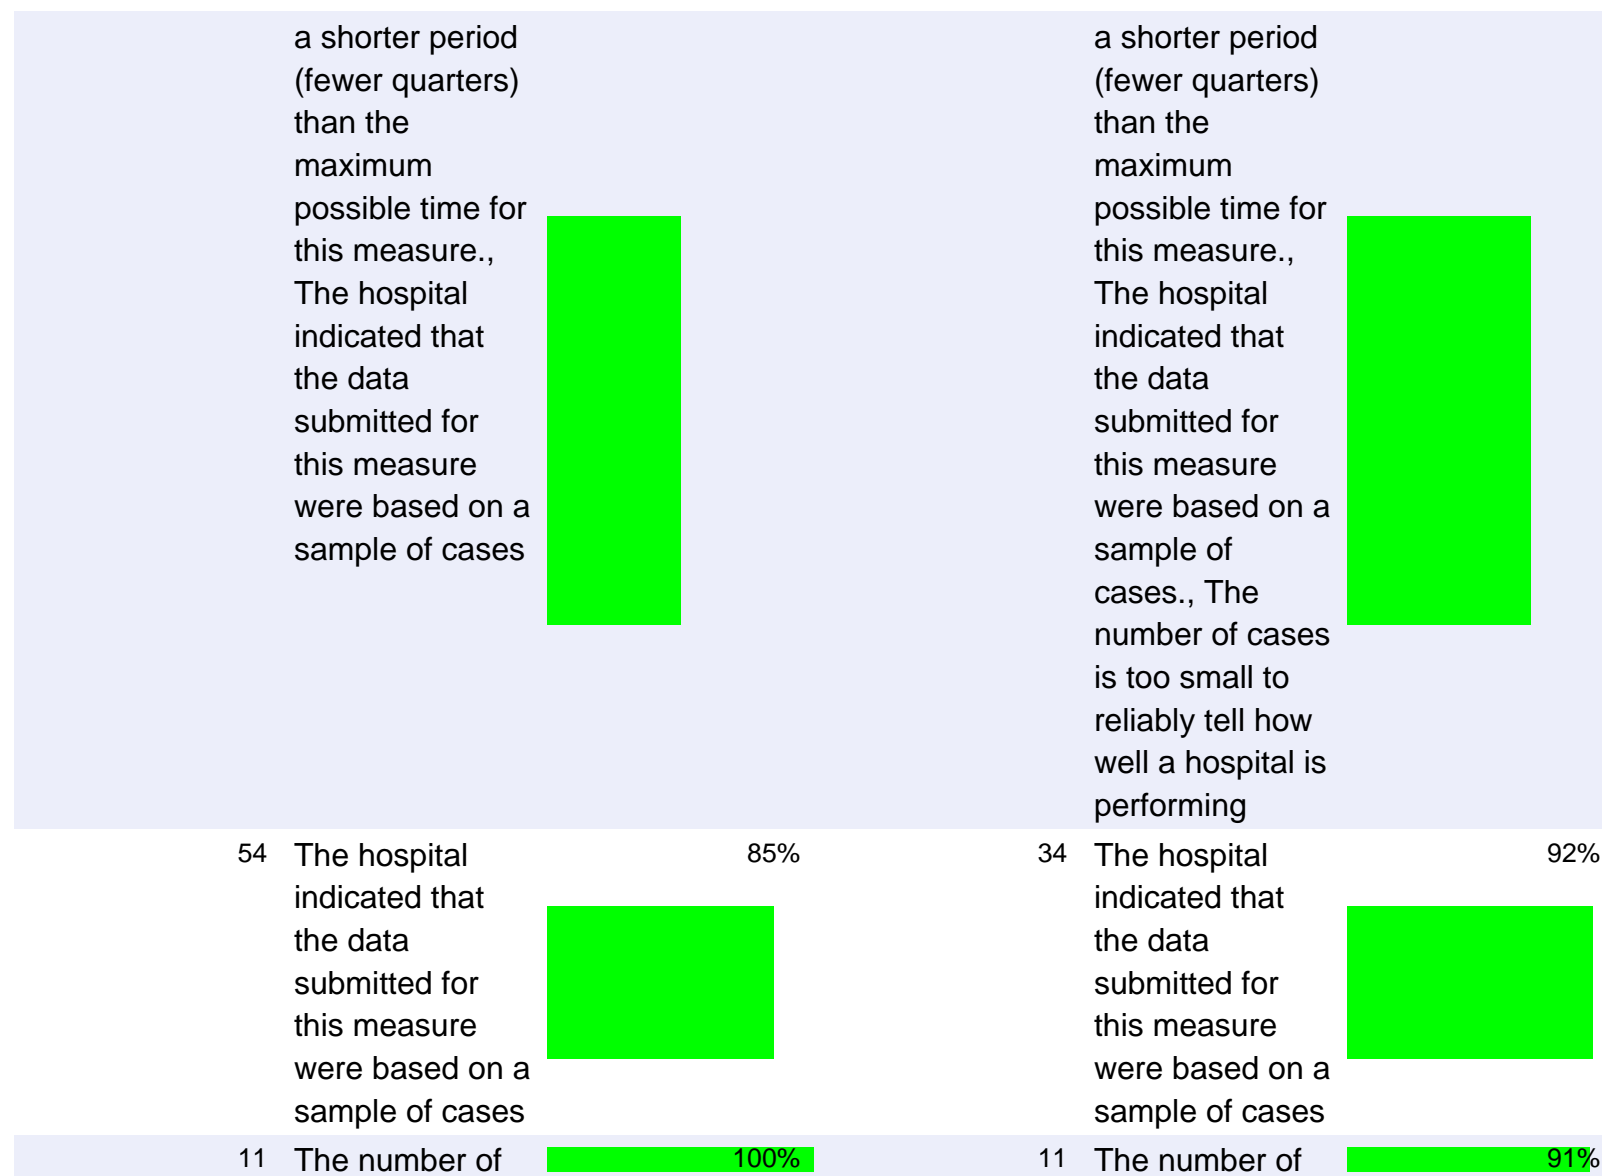 a shorter period
(fewer quarters)
than the
maximum
possible time for
this measure.,
The hospital
indicated that
the data
submitted for
this measure
were based on a
sample of cases
a shorter period
(fewer quarters)
than the
maximum
possible time for
this measure.,
The hospital
indicated that
the data
submitted for
this measure
were based on a
sample of
cases., The
number of cases
is too small to
reliably tell how
well a hospital is
performing
54
The hospital
indicated that
the data
submitted for
this measure
were based on a
sample of cases
85%
34
The hospital
indicated that
the data
submitted for
this measure
were based on a
sample of cases
92%
11
The number of
100%
11
The number of
91%